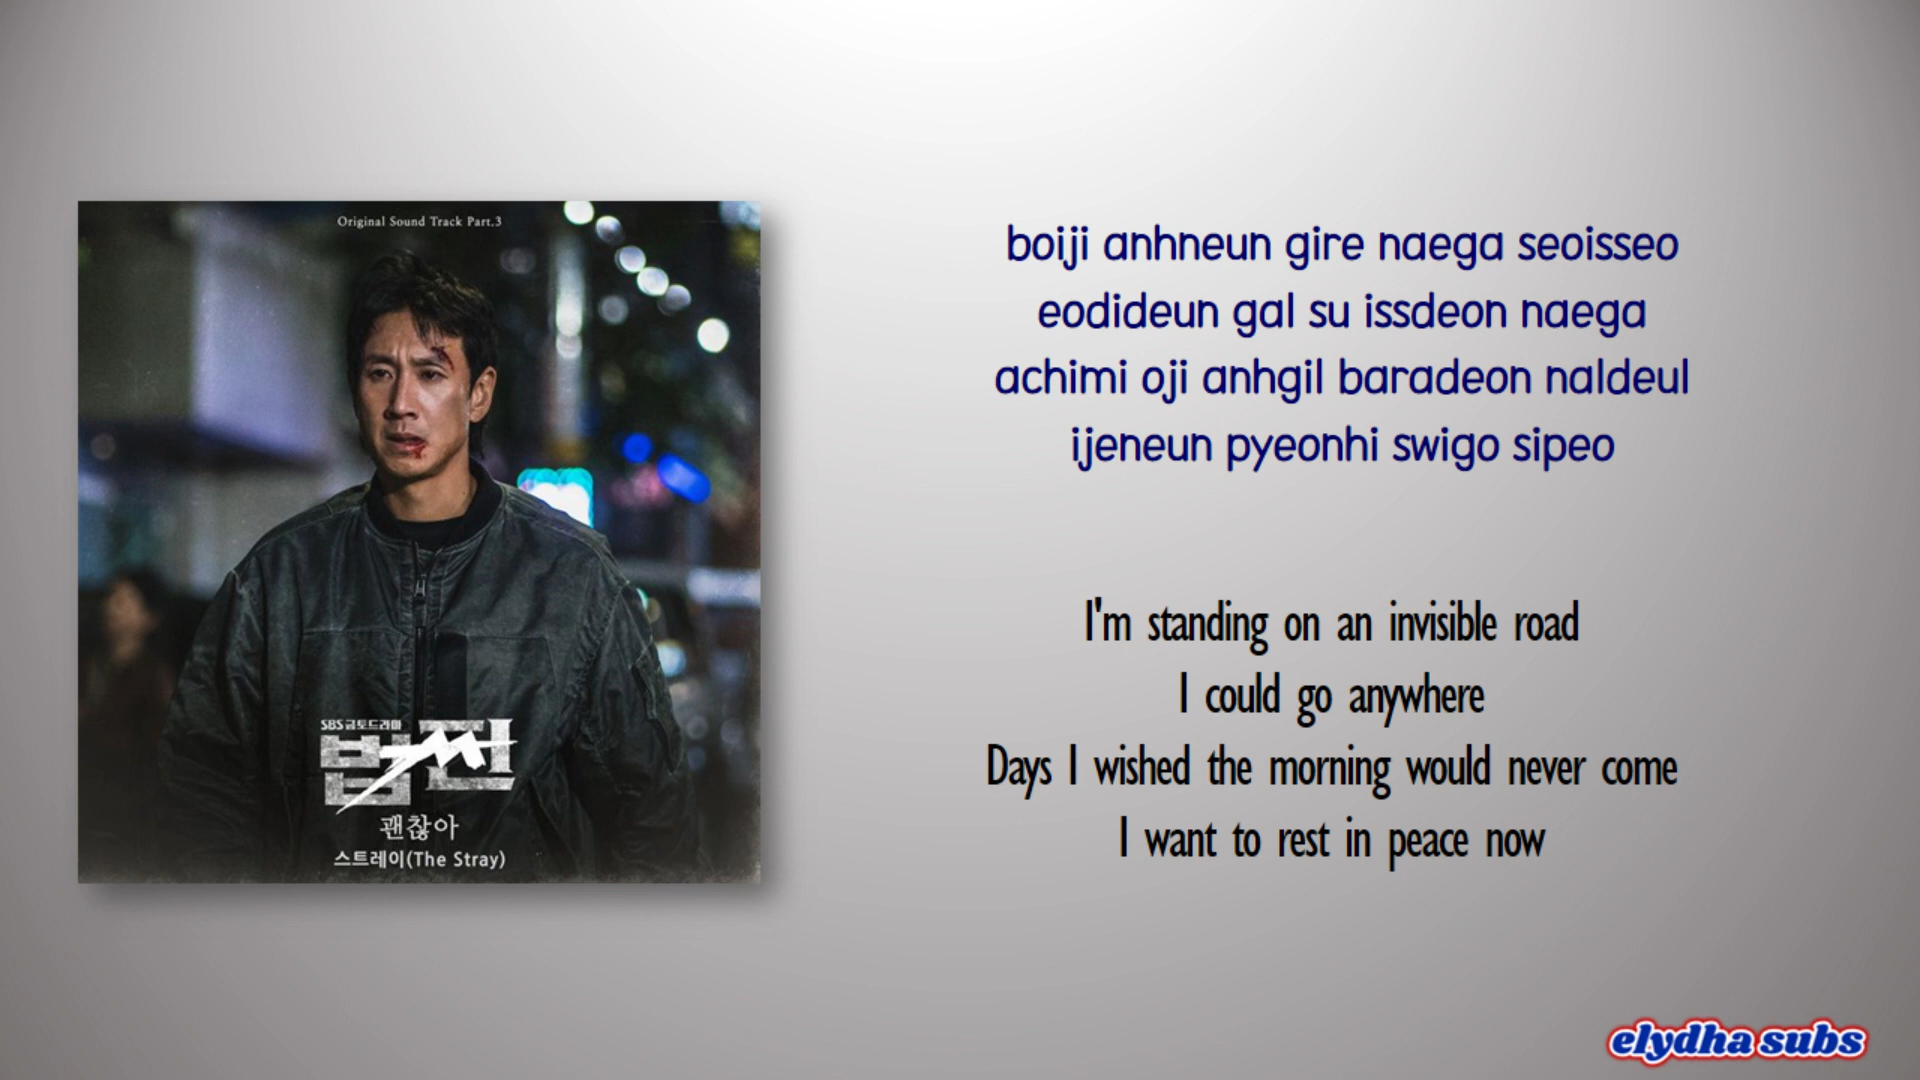 Original Sound Track Part.3
SBS 금토드라마
법쩐
괜찮아
스트레이(The Stray)
boiji anhneun gire naega seoisseo
eodideun gal su issdeon naega
achimi oji anhgil baradeon naldeul
ijeneun pyeonhi swigo sipeo
I'm standing on an invisible road
I could go anywhere
Days I wished the morning would never come
I want to rest in peace now
elydha subs